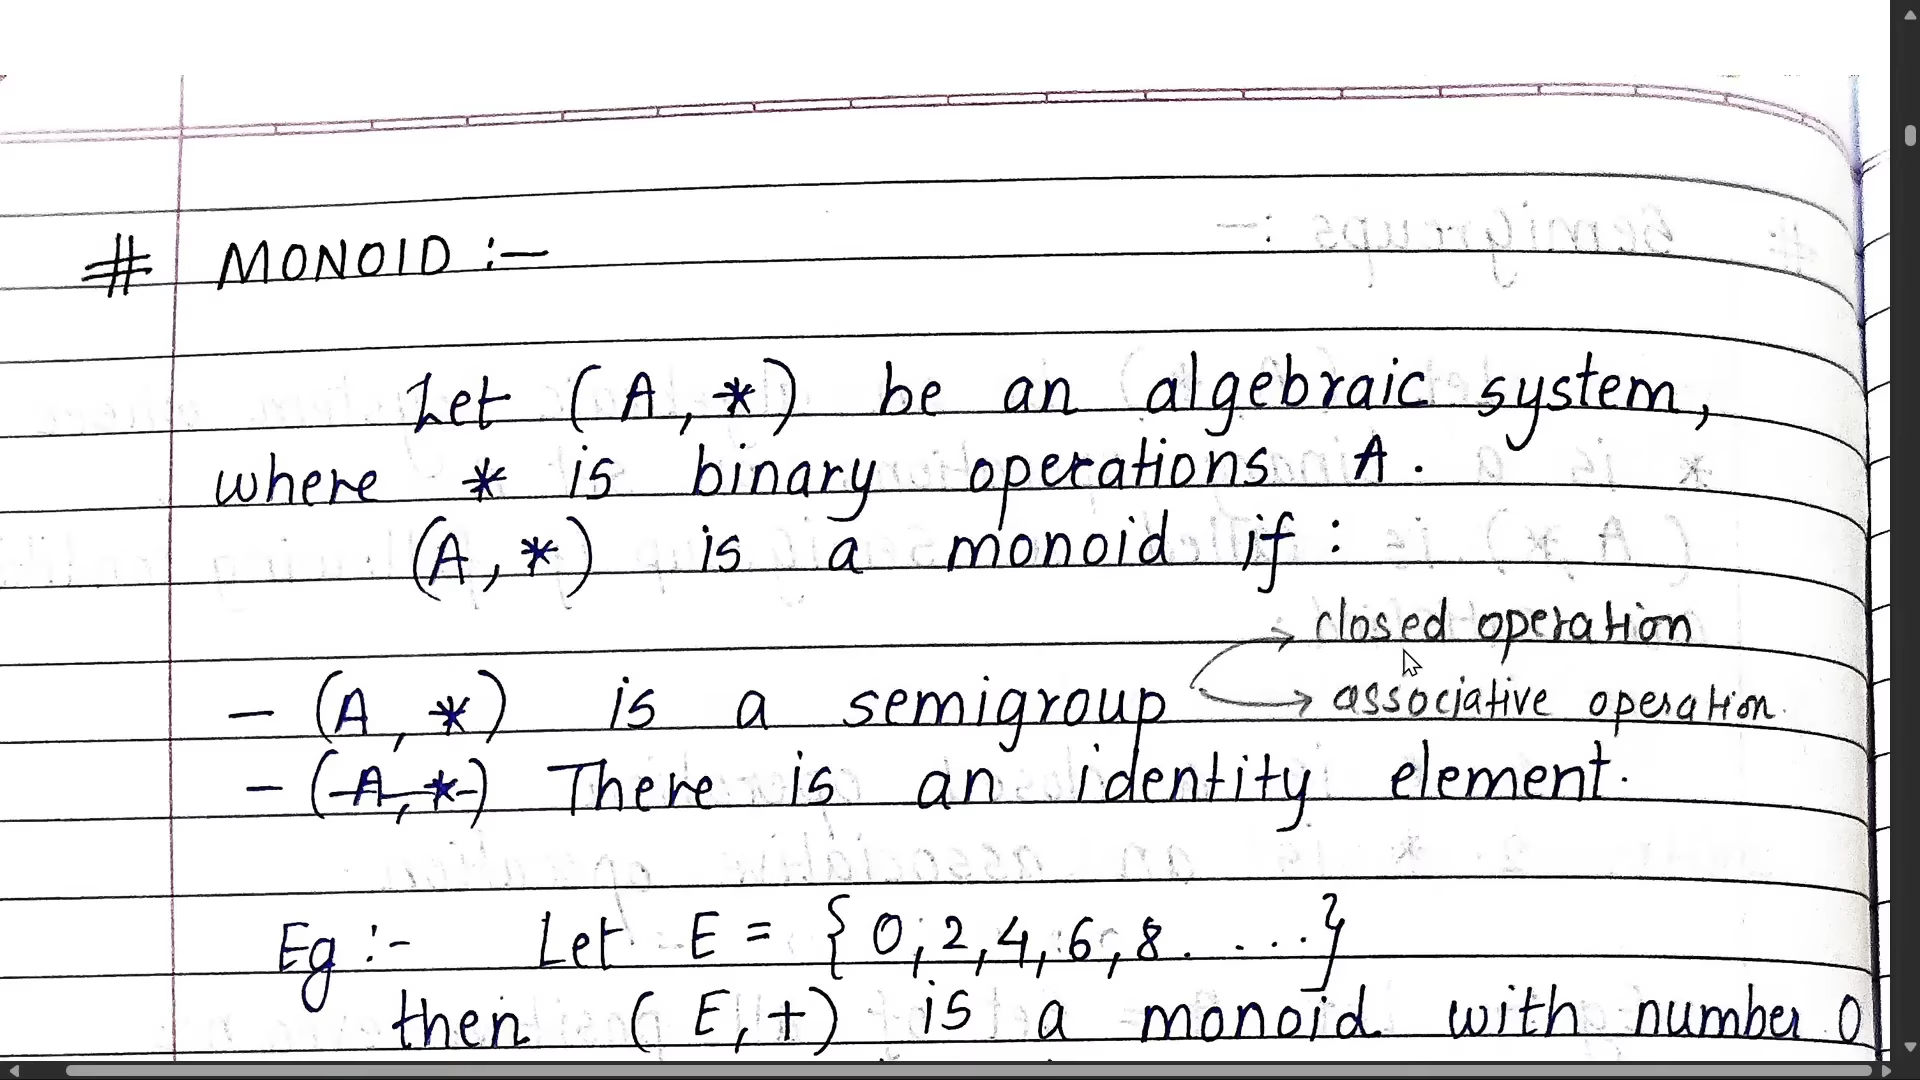 # MONOID :-
Let (A, *) be an algebraic system,
where * is binary operations A.
(A, *) is a monoid if :
→ closed operation
- (A, *) is a semigroup → associative operation.
- (A, *) There is an identity element.
Eg :- Let E = {0, 2, 4, 6, 8. ....}
then (E, +) is a monoid with number 0